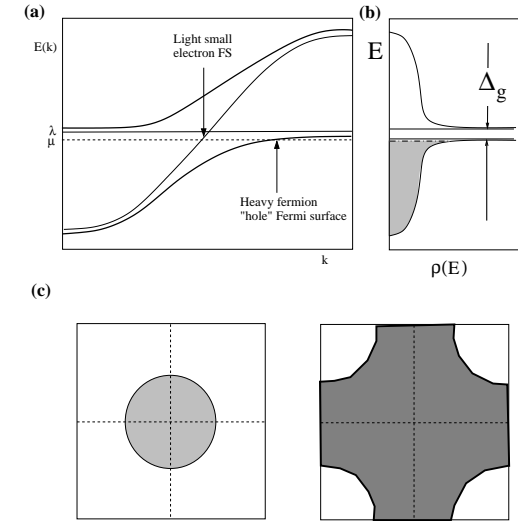 (a)
E(k)
Light small
electron FS
λ
μ
Heavy fermion
"hole" Fermi surface
k
(b)
E
Δg
ρ(E)
(c)